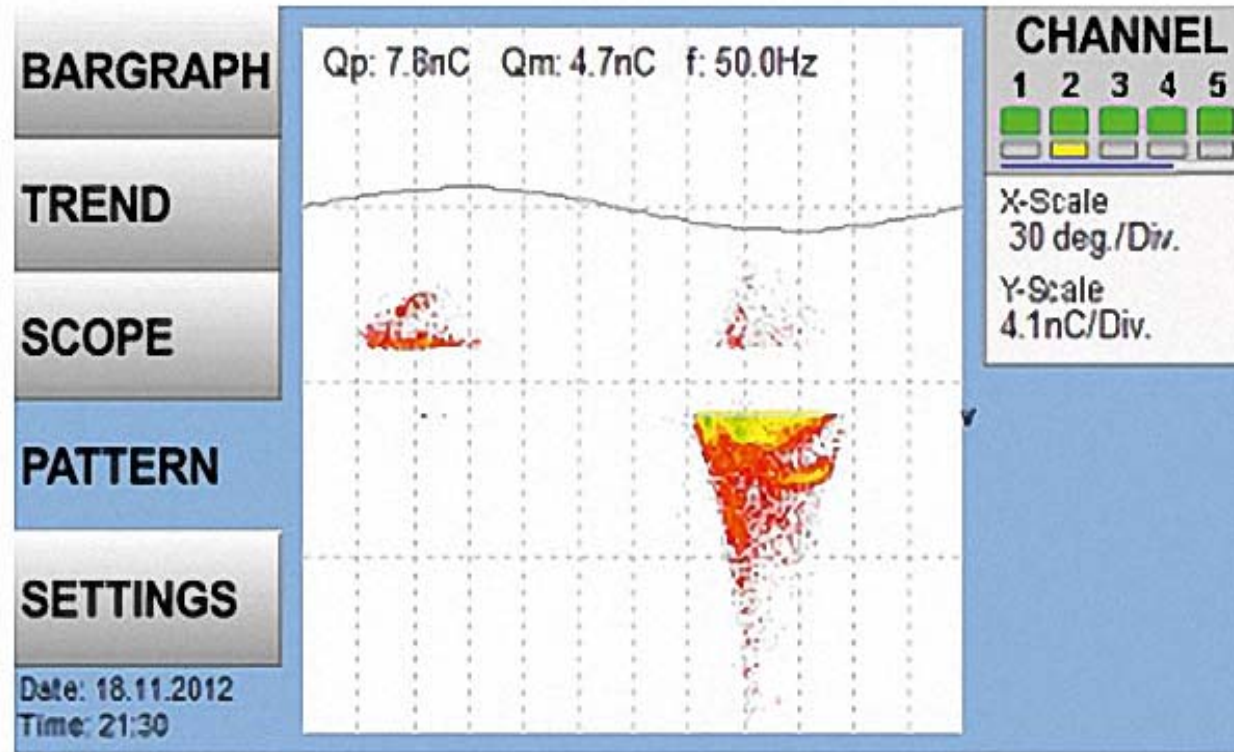 BARGRAPH
TREND
SCOPE
PATTERN
SETTINGS
Date: 18.11.2012
Time: 21:30
Qp: 7.8nC Qm: 4.7nC f: 50.0Hz
CHANNEL
1 2 3 4 5
X-Scale
30 deg./Div.
Y-Scale
4.1nC/Div.